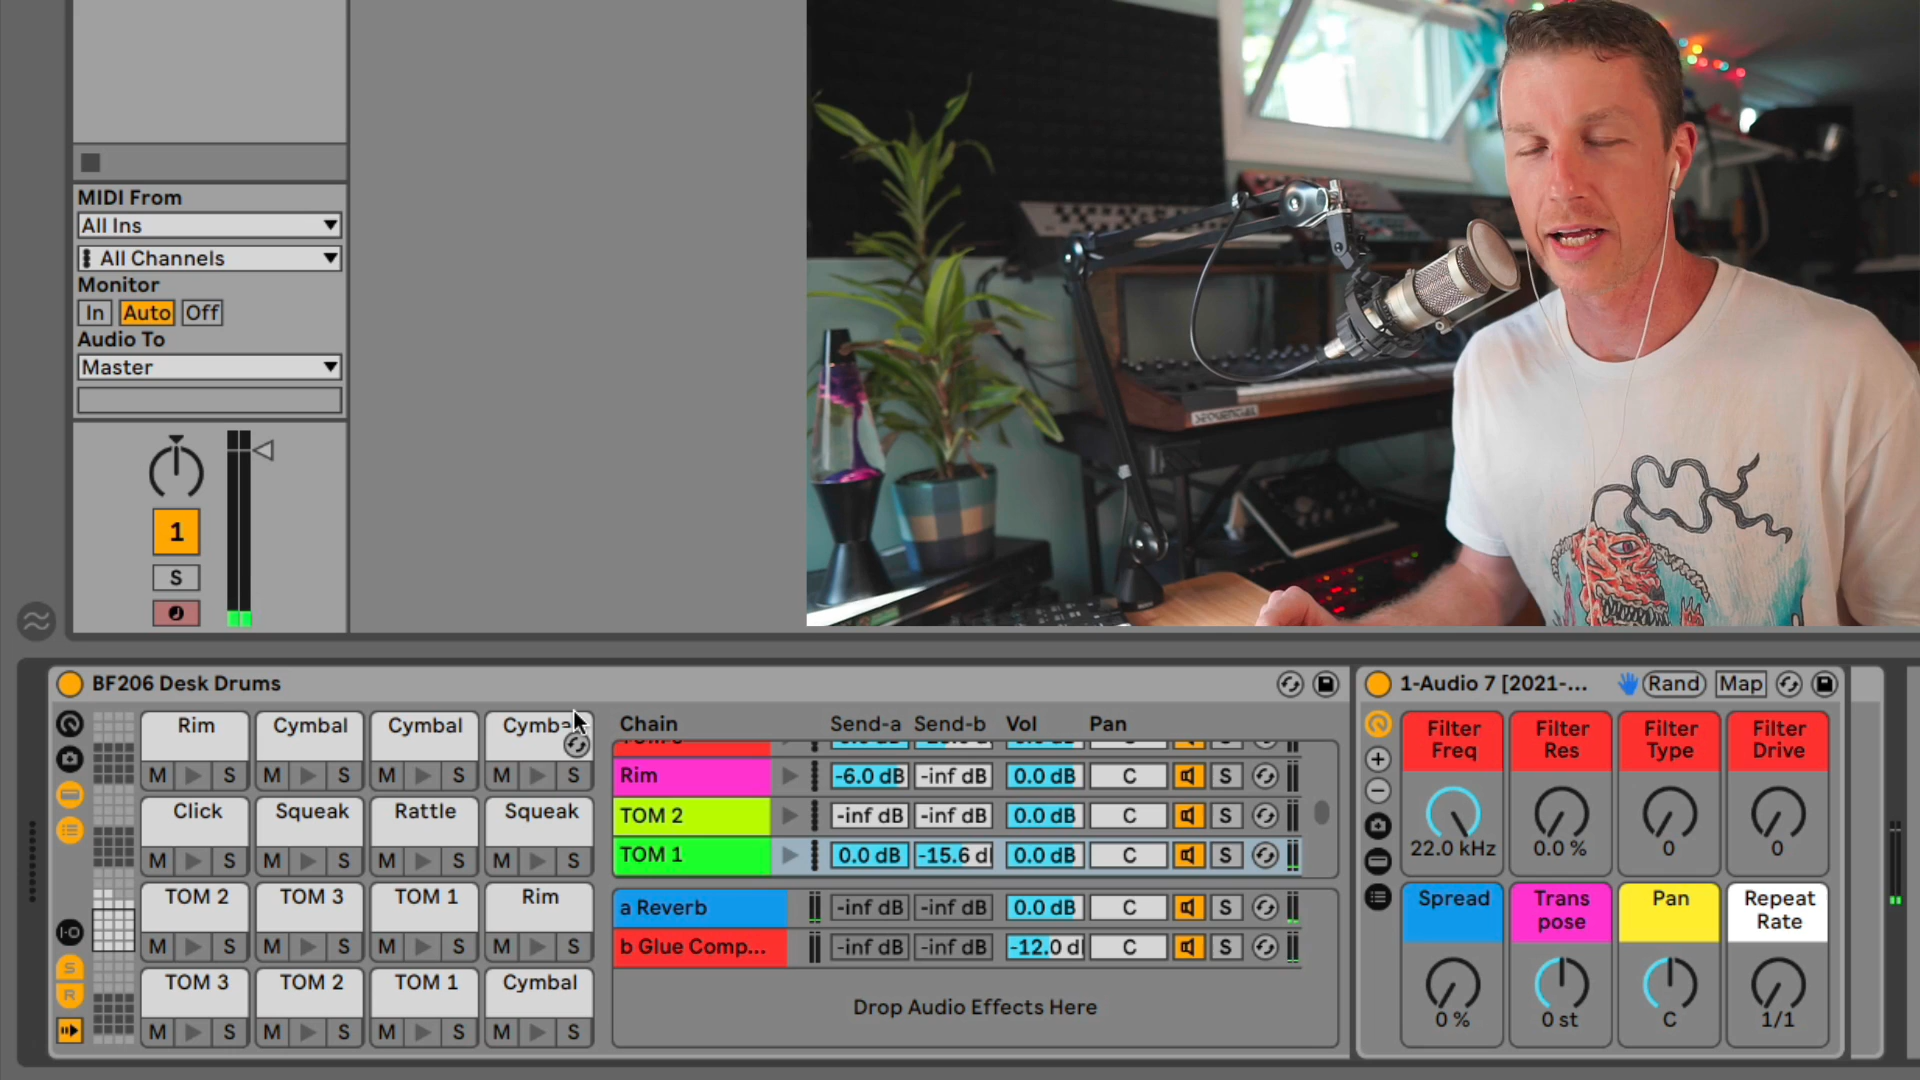 MIDI From
All Ins
All Channels
Monitor
In Auto Off
Audio To
Master
1
S
SEQUENTIAL
BF206 Desk Drums
Rim Cymbal Cymbal Cymba
M S M S M S M S
Click Squeak Rattle Squeak
M S M S M S M S
TOM 2 TOM 3 TOM 1 Rim
M S M S M S M S
TOM 3 TOM 2 TOM 1 Cymbal
M S M S M S M S
I-O
S
R
Chain Send-a Send-b Vol Pan
Rim -6.0 dB -inf dB 0.0 dB C S
TOM 2 -inf dB -inf dB 0.0 dB C S
TOM 1 0.0 dB -15.6 d 0.0 dB C S
a Reverb -inf dB -inf dB 0.0 dB C S
b Glue Comp... -inf dB -inf dB -12.0 d C S
Drop Audio Effects Here
1-Audio 7 [2021-... Rand Map
Filter Freq Filter Res Filter Type Filter Drive
22.0 kHz 0.0 % 0 0
Spread Trans pose Pan Repeat Rate
0 % 0 st C 1/1